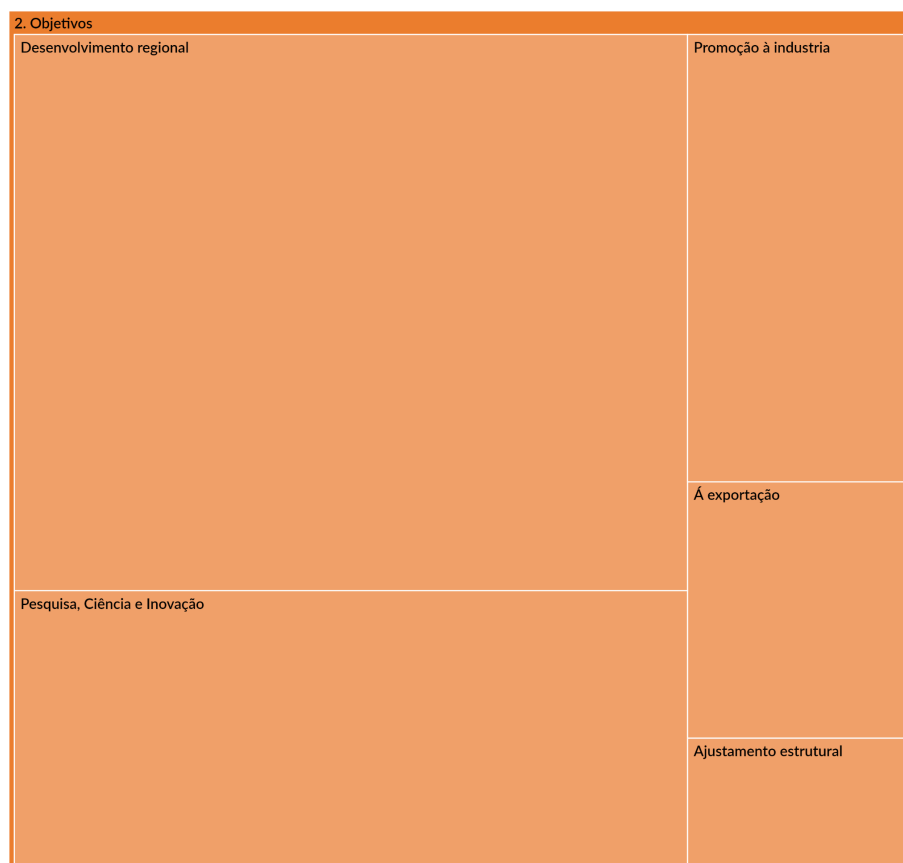 2. Objetivos
Desenvolvimento regional
Promoção à industria
Á exportação
Pesquisa, Ciência e Inovação
Ajustamento estrutural